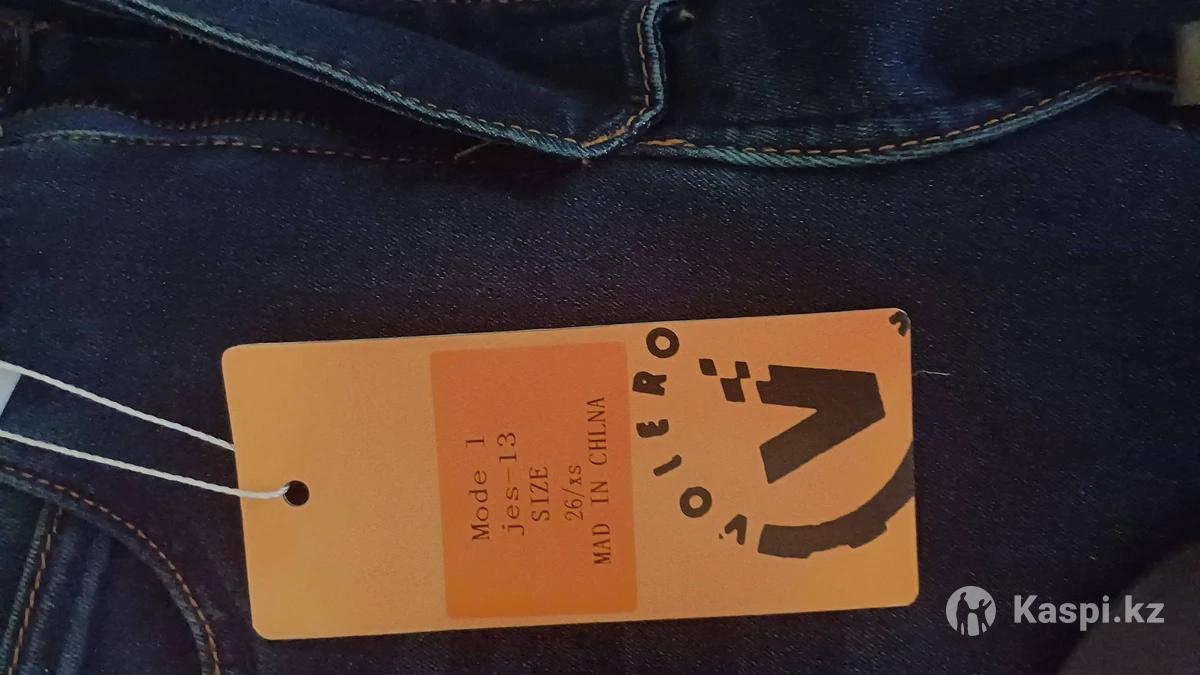 VOLERO
V
Mode 1
jes-13
SIZE
26/xs
MAD IN CHLNA
Kaspi.kz